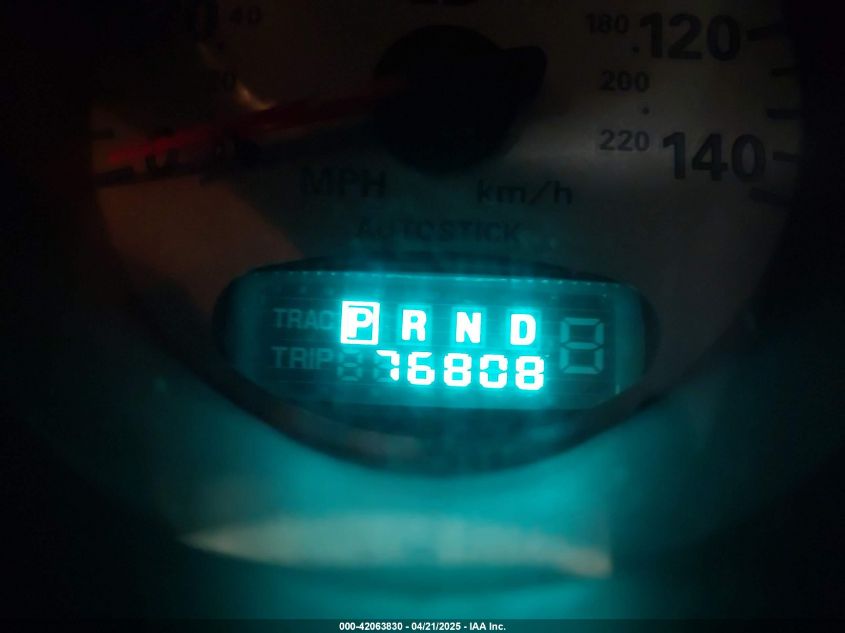 40
180 120
200
220 140
MPH km/h
AUTOSTICK
TRAC P R N D
TRIP 76808
000-42063830 - 04/21/2025 - IAA Inc.